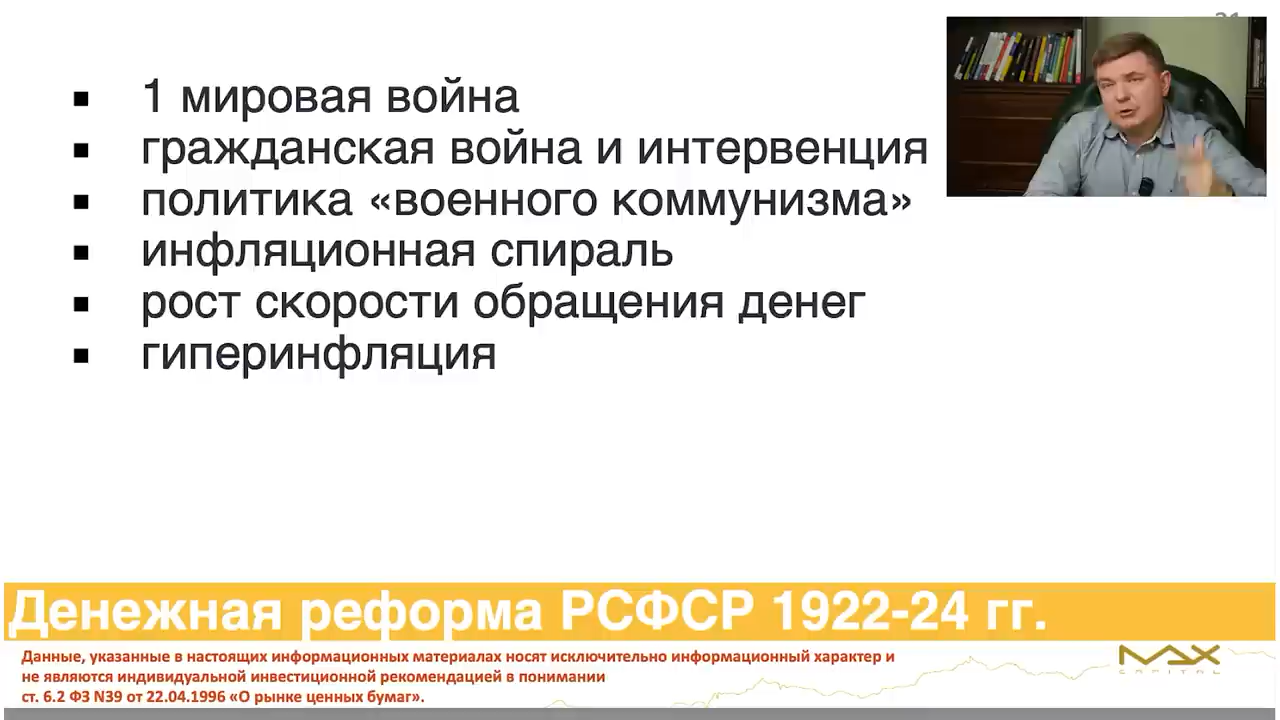 1 мировая война
гражданская война и интервенция
политика «военного коммунизма»
инфляционная спираль
рост скорости обращения денег
гиперинфляция
Денежная реформа РСФСР 1922-24 гг.
Данные, указанные в настоящих информационных материалах носят исключительно информационный характер и
не являются индивидуальной инвестиционной рекомендацией в понимании
ст. 6.2 ФЗ N39 от 22.04.1996 «О рынке ценных бумаг».
MAX
CAPITAL